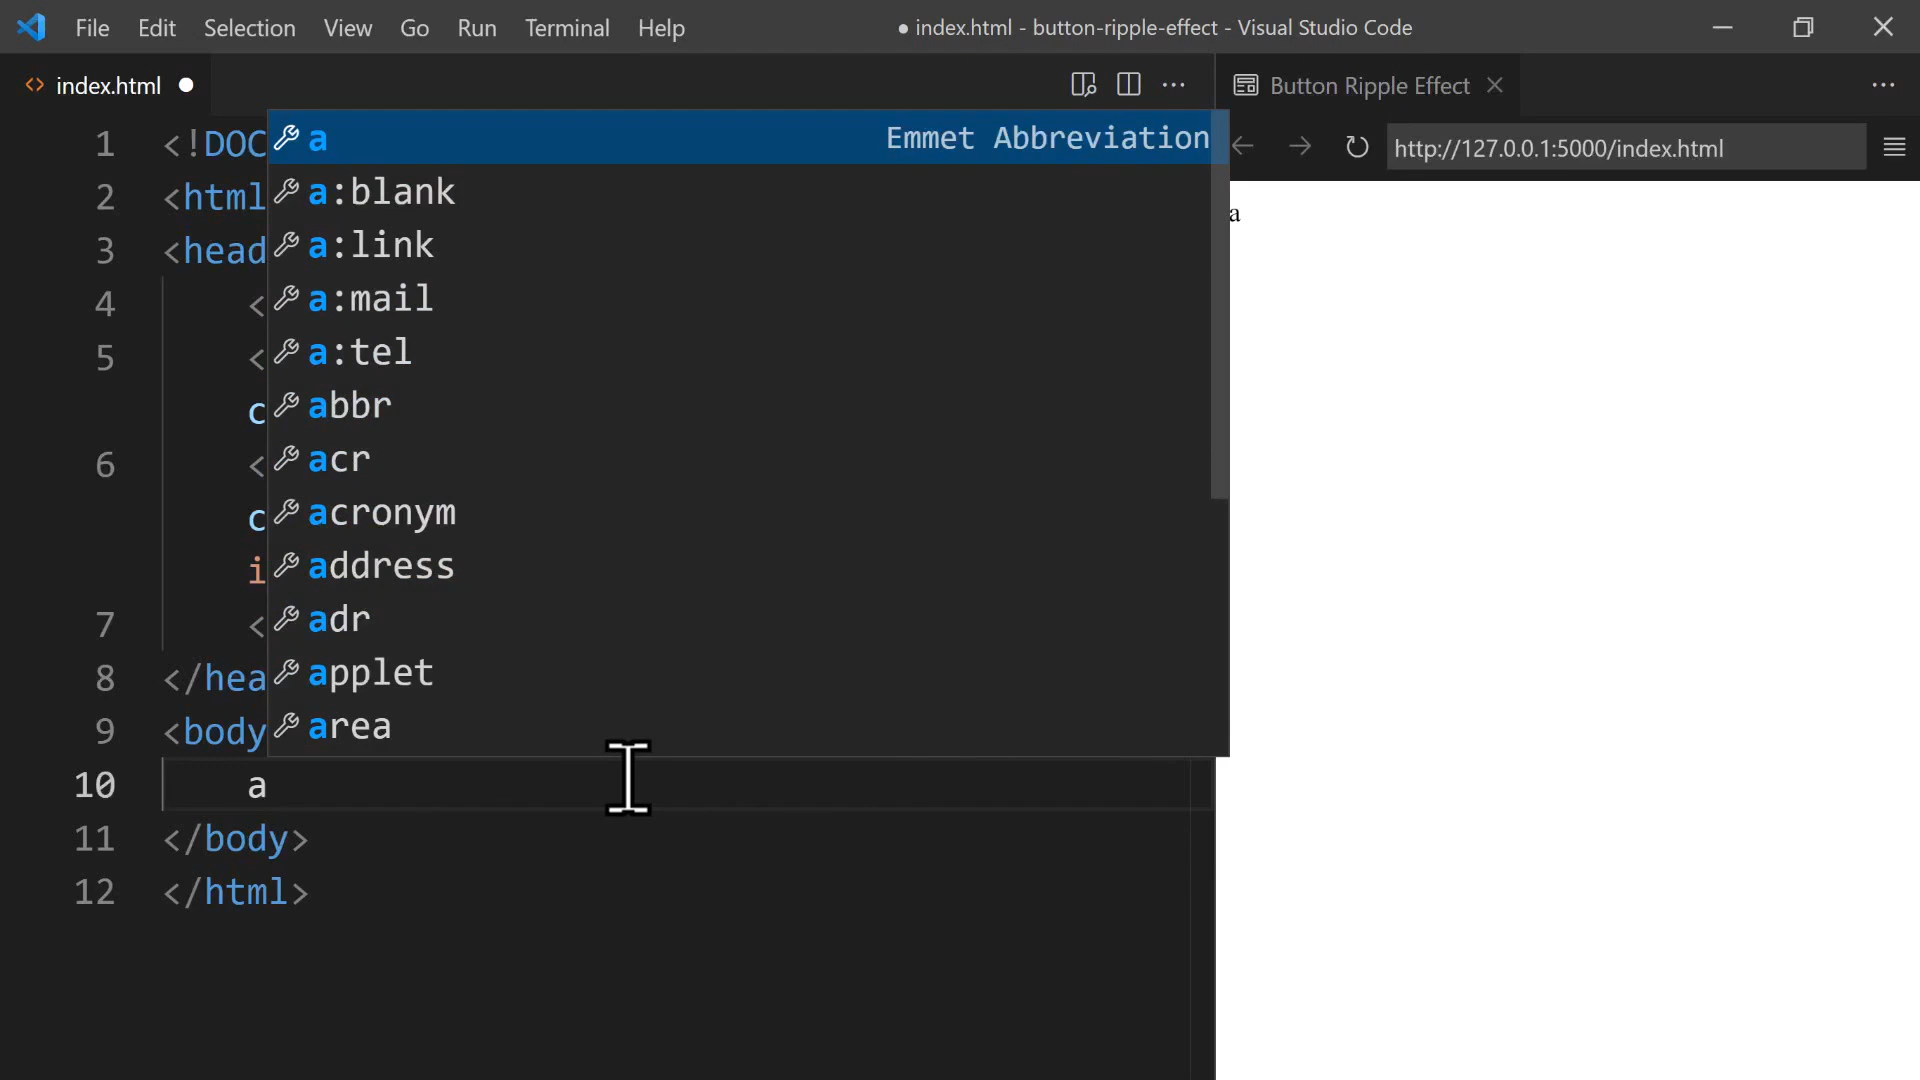 File Edit Selection View Go Run Terminal Help
● index.html - button-ripple-effect - Visual Studio Code
<> index.html ●
Button Ripple Effect
http://127.0.0.1:5000/index.html
1 <!DOC
2 <html
3 <head
4 <
5 <
c
6 <
c
i
7 <
8 </hea
9 <body
10 a
11 </body>
12 </html>
a Emmet Abbreviation
a:blank
a:link
a:mail
a:tel
abbr
acr
acronym
address
adr
applet
area
a